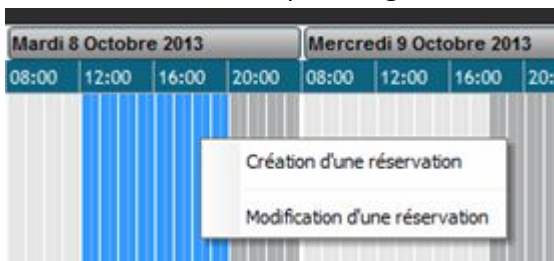 Mardi 8 Octobre 2013 Mercredi 9 Octobre 2013
08:00 12:00 16:00 20:00 08:00 12:00 16:00 20:
Création d'une réservation
Modification d'une réservation